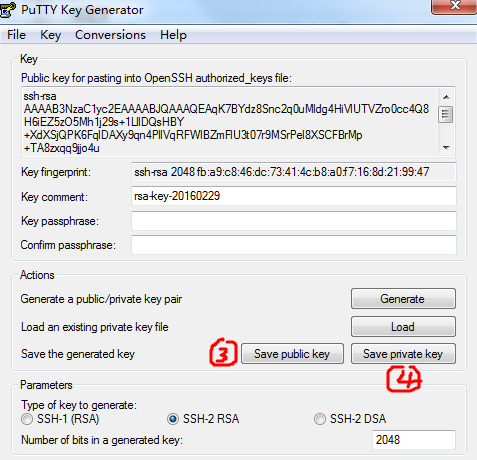 PuTTY Key Generator
File Key Conversions Help
Key
Public key for pasting into OpenSSH authorized_keys file:
ssh-rsa
AAAAB3NzaC1yc2EAAAABJQAAAQEAqK7BYdz8Snc2q0uMldg4HiVlUTVZro0cc4Q8
H6iEZ5zO5Mh1j29s+1LlIDQsHBY
+XdXSjQPK6FqlDAXy9qn4PllVqRFWlBZmFlU3t07r9MSrPel8XSCFBrMp
+TA8zxqq9jjo4u
Key fingerprint: ssh-rsa 2048 fb:a9:c8:46:dc:73:41:4c:b8:a0:f7:16:8d:21:99:47
Key comment: rsa-key-20160229
Key passphrase:
Confirm passphrase:
Actions
Generate a public/private key pair Generate
Load an existing private key file Load
Save the generated key 3 Save public key Save private key
4
Parameters
Type of key to generate:
SSH-1 (RSA) SSH-2 RSA SSH-2 DSA
Number of bits in a generated key: 2048